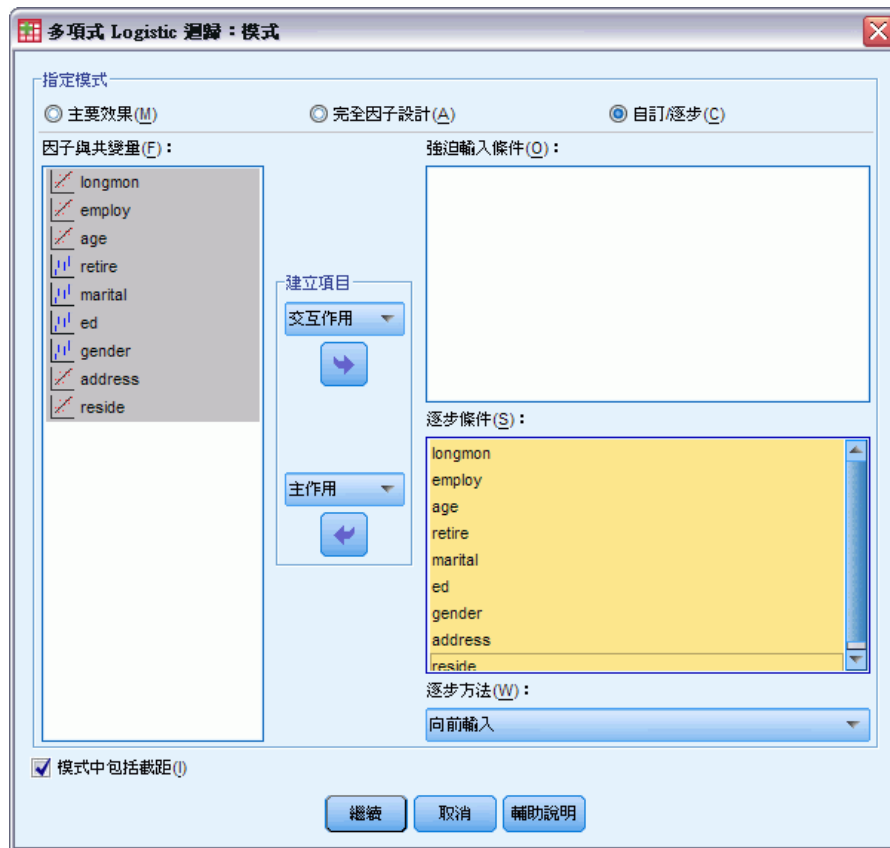 多項式 Logistic 迴歸：模式
指定模式
主要效果(M)
完全因子設計(A)
自訂/逐步(C)
因子與共變量(F)：
longmon
employ
age
retire
marital
ed
gender
address
reside
建立項目
交互作用
主作用
強迫輸入條件(O)：
逐步條件(S)：
longmon
employ
age
retire
marital
ed
gender
address
reside
逐步方法(W)：
向前輸入
模式中包括截距(I)
繼續
取消
輔助說明